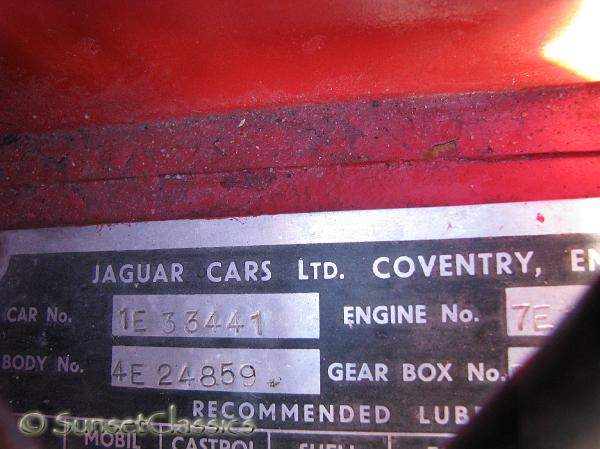 JAGUAR CARS LTD. COVENTRY,
CAR No. 1E 33441 ENGINE No. 7E
BODY No. 4E 24859 GEAR BOX No.
RECOMMENDED
© SunsetClassics
MOBIL CASTROL SHELL